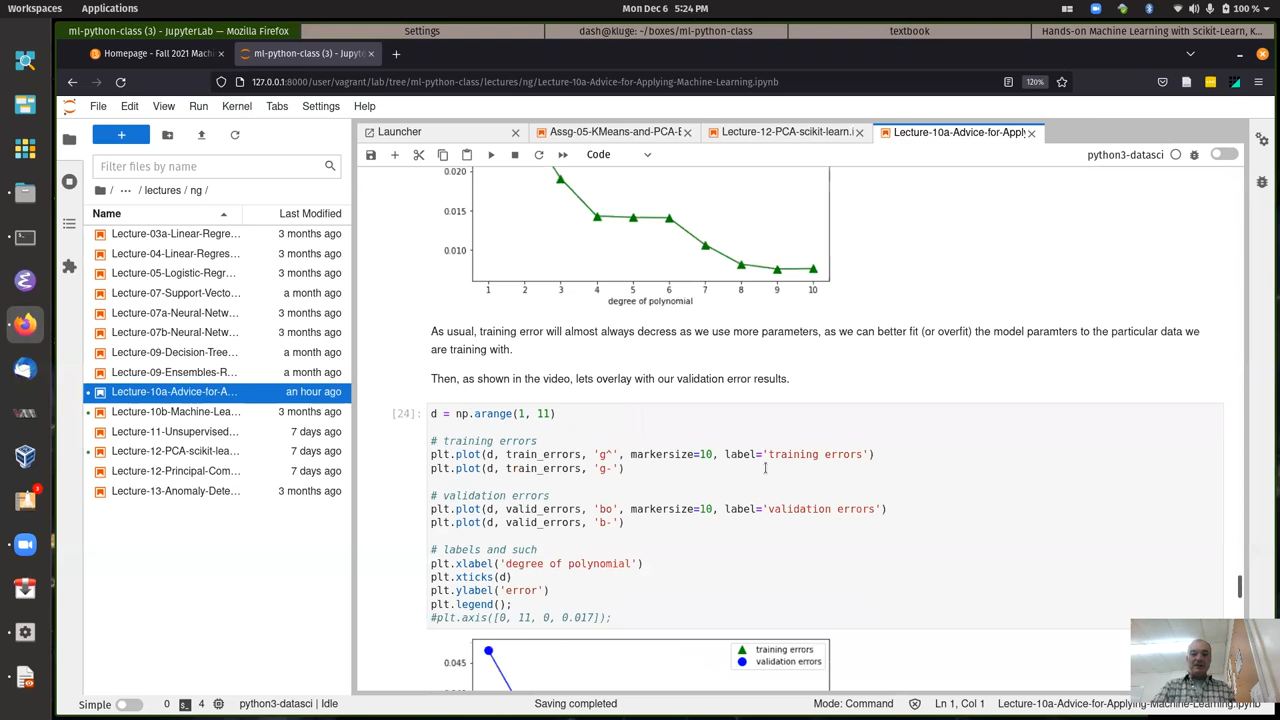 Workspaces
Applications
Mon Dec 6 5:24 PM
100 %
ml-python-class (3) - JupyterLab — Mozilla Firefox
Settings
dash@kluge: ~/boxes/ml-python-class
textbook
Hands-on Machine Learning with Scikit-Learn, K...
Homepage - Fall 2021 Machi
ml-python-class (3) - Jupyte
127.0.0.1:8000/user/vagrant/lab/tree/ml-python-class/lectures/ng/Lecture-10a-Advice-for-Applying-Machine-Learning.ipynb
120%
File Edit View Run Kernel Tabs Settings Help
Launcher
Assg-05-KMeans-and-PCA-E
Lecture-12-PCA-scikit-learn.i
Lecture-10a-Advice-for-Apply
Code
python3-datasci
Filter files by name
/ ... / lectures / ng /
Name
Last Modified
Lecture-03a-Linear-Regre... 3 months ago
Lecture-04-Linear-Regres... 3 months ago
Lecture-05-Logistic-Regr... 3 months ago
Lecture-07-Support-Vecto... a month ago
Lecture-07a-Neural-Netw... 3 months ago
Lecture-07b-Neural-Netw... 3 months ago
Lecture-09-Decision-Tree... a month ago
Lecture-09-Ensembles-R... a month ago
Lecture-10a-Advice-for-A... an hour ago
Lecture-10b-Machine-Lea... 3 months ago
Lecture-11-Unsupervised... 7 days ago
Lecture-12-PCA-scikit-lea... 7 days ago
Lecture-12-Principal-Com... 7 days ago
Lecture-13-Anomaly-Dete... 3 months ago
0.020
0.015
0.010
1 2 3 4 5 6 7 8 9 10
degree of polynomial
As usual, training error will almost always decress as we use more parameters, as we can better fit (or overfit) the model paramters to the particular data we
are training with.
Then, as shown in the video, lets overlay with our validation error results.
[24]:
d = np.arange(1, 11)
# training errors
plt.plot(d, train_errors, 'g^', markersize=10, label='training errors')
plt.plot(d, train_errors, 'g-')
# validation errors
plt.plot(d, valid_errors, 'bo', markersize=10, label='validation errors')
plt.plot(d, valid_errors, 'b-')
# labels and such
plt.xlabel('degree of polynomial')
plt.xticks(d)
plt.ylabel('error')
plt.legend();
#plt.axis([0, 11, 0, 0.017]);
training errors
validation errors
0.045
Simple
0
4
python3-datasci | Idle
Saving completed
Mode: Command
Ln 1, Col 1
Lecture-10a-Advice-for-Applying-Machine-Learning.ipynb